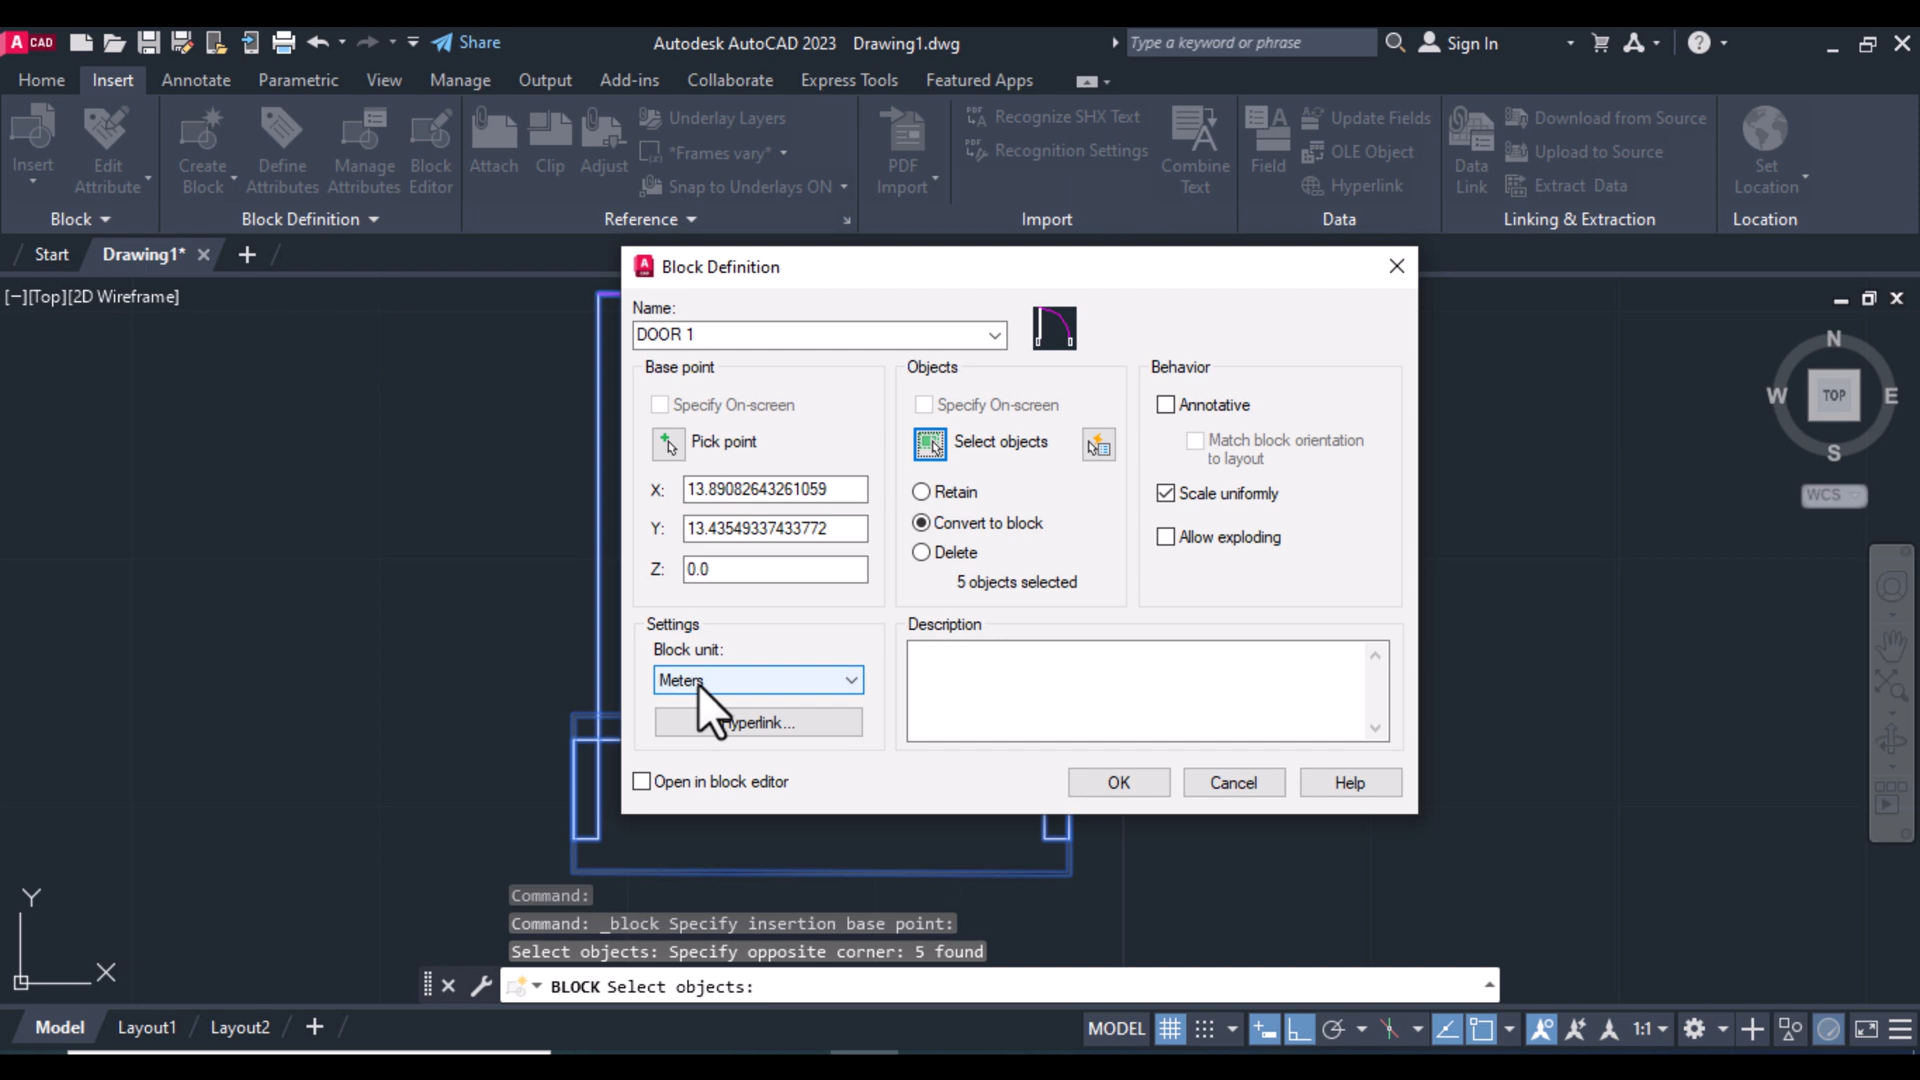 A CAD Share Autodesk AutoCAD 2023 Drawing1.dwg Type a keyword or phrase Sign In
Home Insert Annotate Parametric View Manage Output Add-ins Collaborate Express Tools Featured Apps
Insert Edit Attribute Create Block Define Attributes Manage Attributes Block Editor Attach Clip Adjust
Underlay Layers
*Frames vary*
Snap to Underlays ON
PDF Import
Recognize SHX Text
Recognition Settings
Combine Text
Field
Update Fields
OLE Object
Hyperlink
Data Link
Download from Source
Upload to Source
Extract Data
Set Location
Block Block Definition Reference Import Data Linking & Extraction Location
Start Drawing1*
[−][Top][2D Wireframe]
Block Definition
Name:
DOOR 1
Base point
Specify On-screen
Pick point
X: 13.89082643261059
Y: 13.43549337433772
Z: 0.0
Objects
Specify On-screen
Select objects
Retain
Convert to block
Delete
5 objects selected
Behavior
Annotative
Match block orientation
to layout
Scale uniformly
Allow exploding
Settings
Block unit:
Meters
Hyperlink...
Description
Open in block editor
OK Cancel Help
N
W TOP E
S
WCS
Y
X
Command:
Command: _block Specify insertion base point:
Select objects: Specify opposite corner: 5 found
BLOCK Select objects:
Model Layout1 Layout2 MODEL 1:1